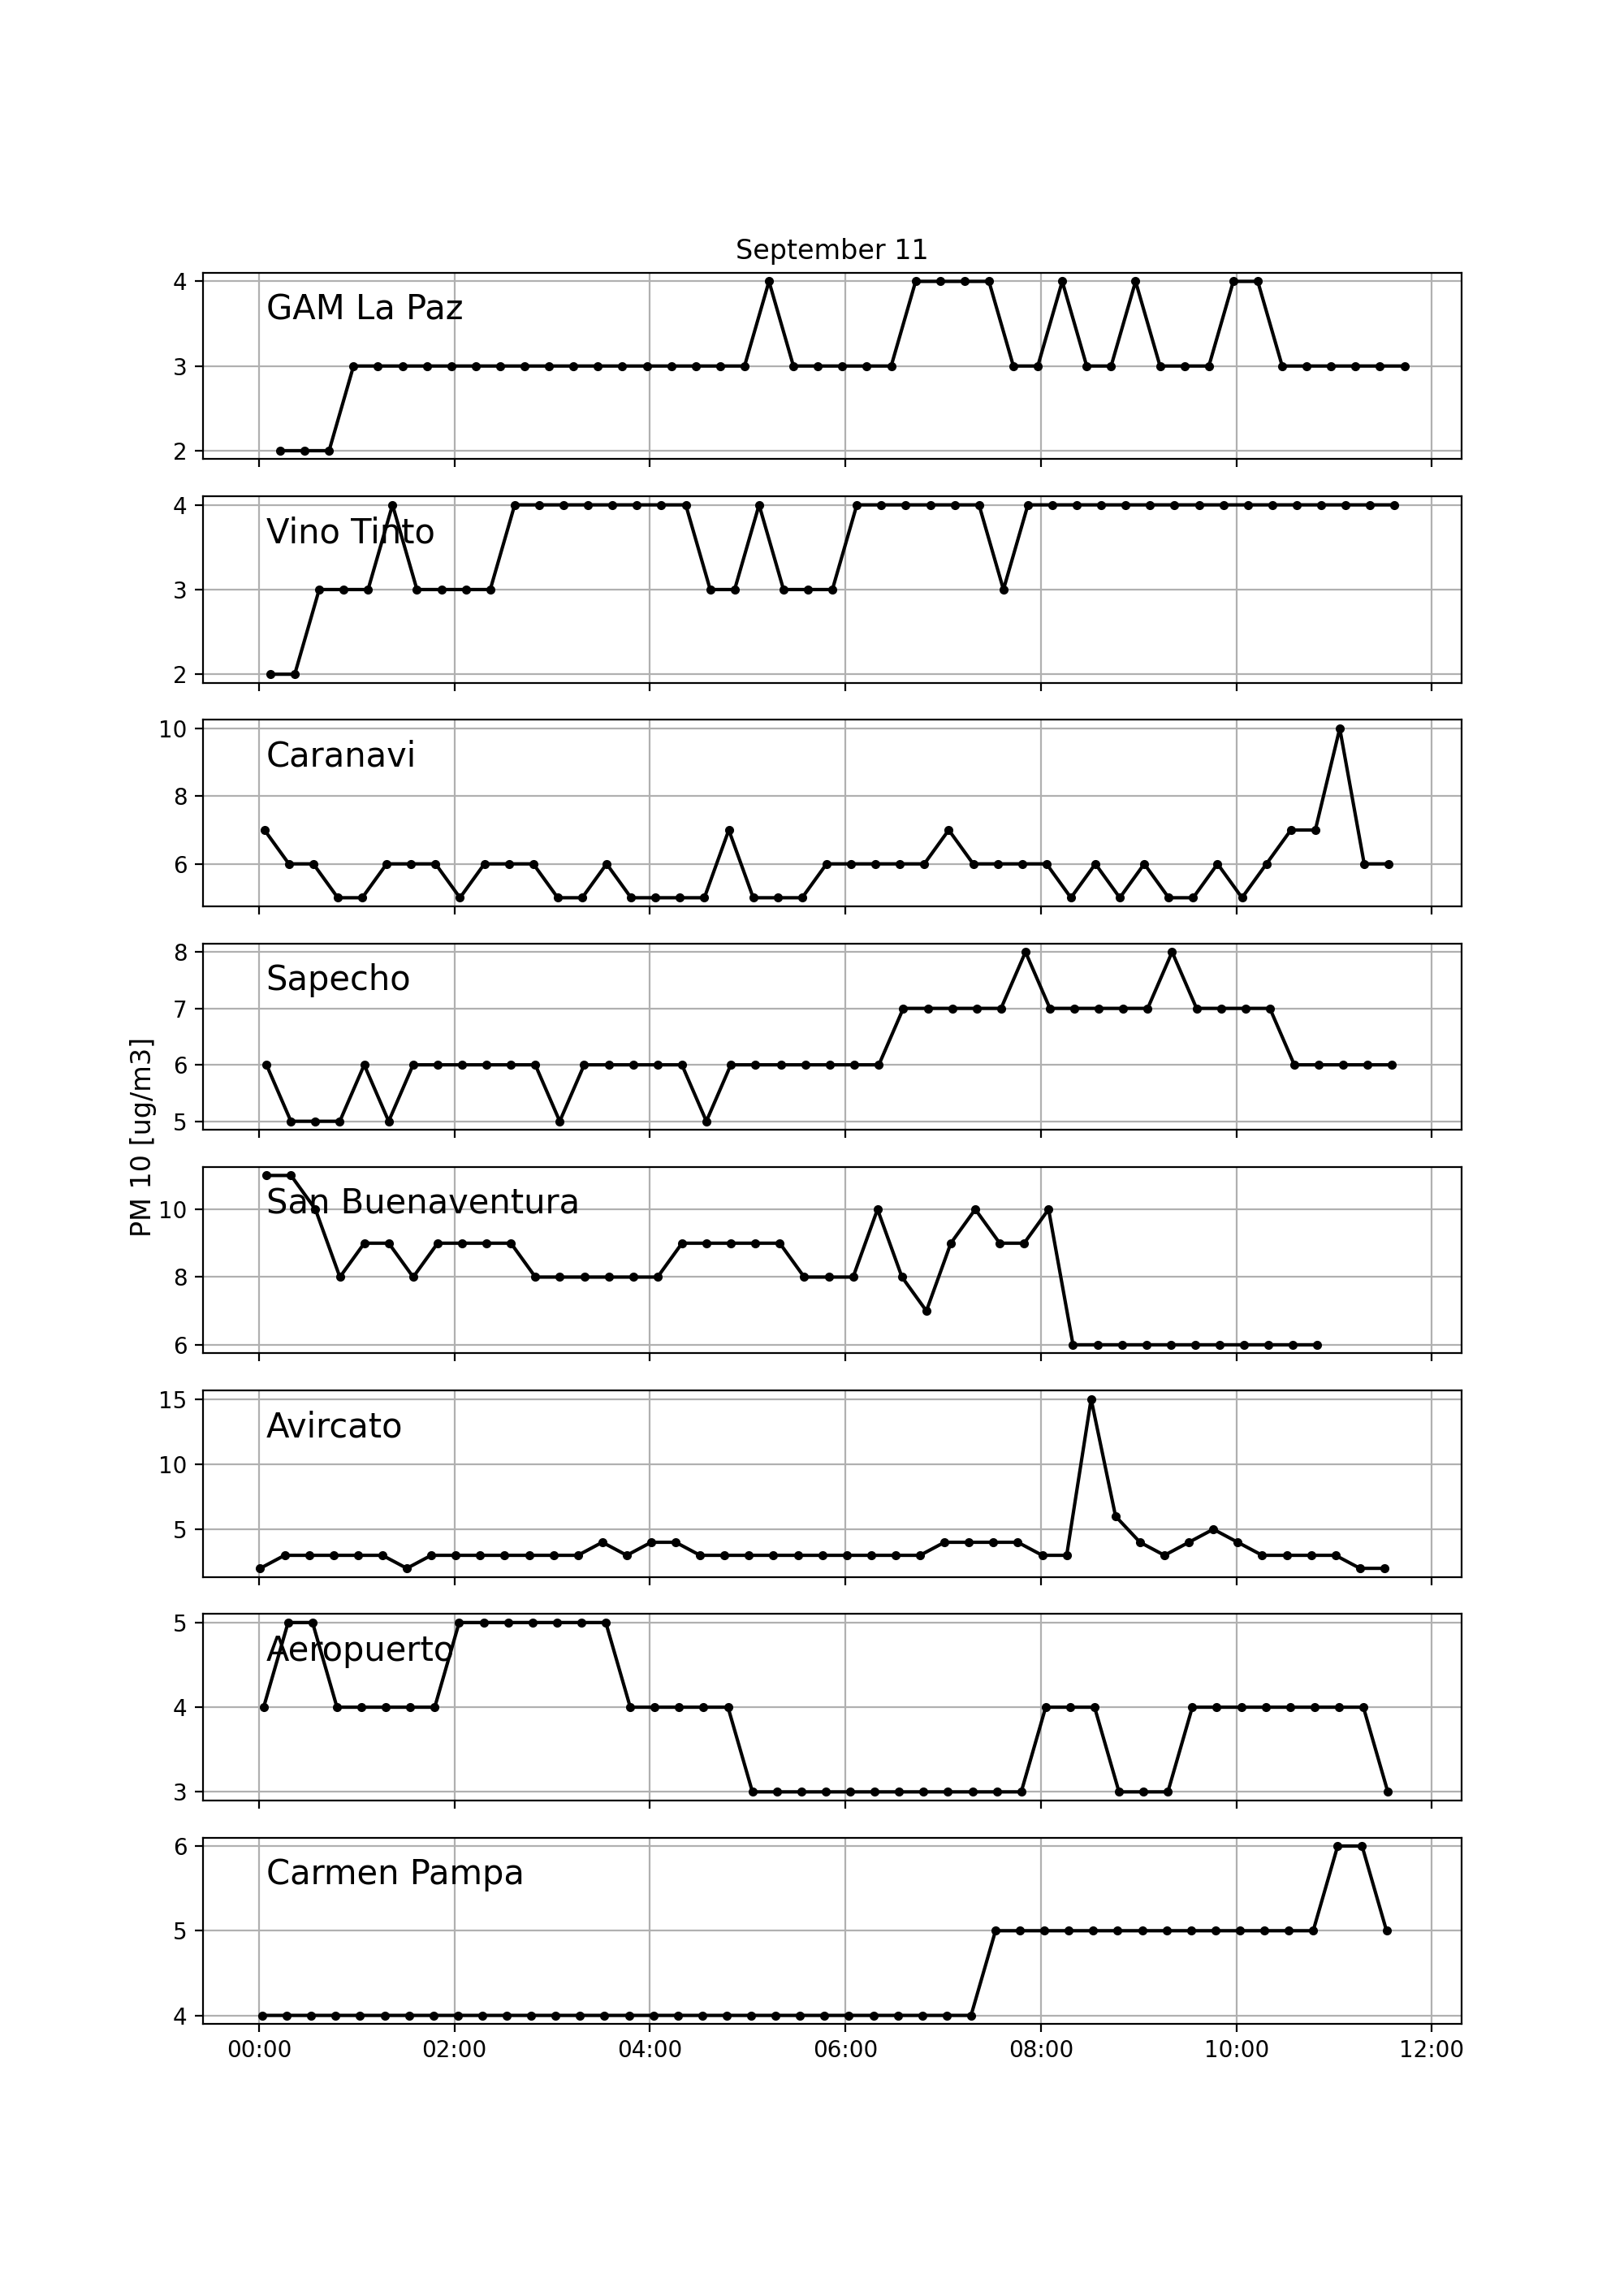 September 11
PM 10 [ug/m3]
4
GAM La Paz
3
2
4
Vino Tinto
3
2
10
Caranavi
8
6
8
Sapecho
7
6
5
San Buenaventura
10
8
6
15
Avircato
10
5
5
Aeropuerto
4
3
6
Carmen Pampa
5
4
00:00 02:00 04:00 06:00 08:00 10:00 12:00